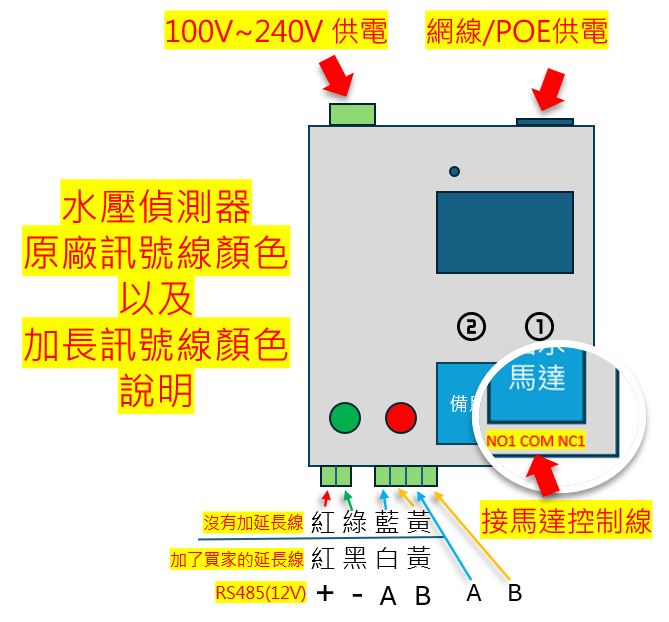 100V~240V 供電
網線/POE供電
水壓偵測器
原廠訊號線顏色
以及
加長訊號線顏色
說明
② ①
備
馬達
NO1 COM NC1
沒有加延長線 紅 綠 藍 黃
接馬達控制線
加了買家的延長線 紅 黑 白 黃
RS485(12V) + - A B A B